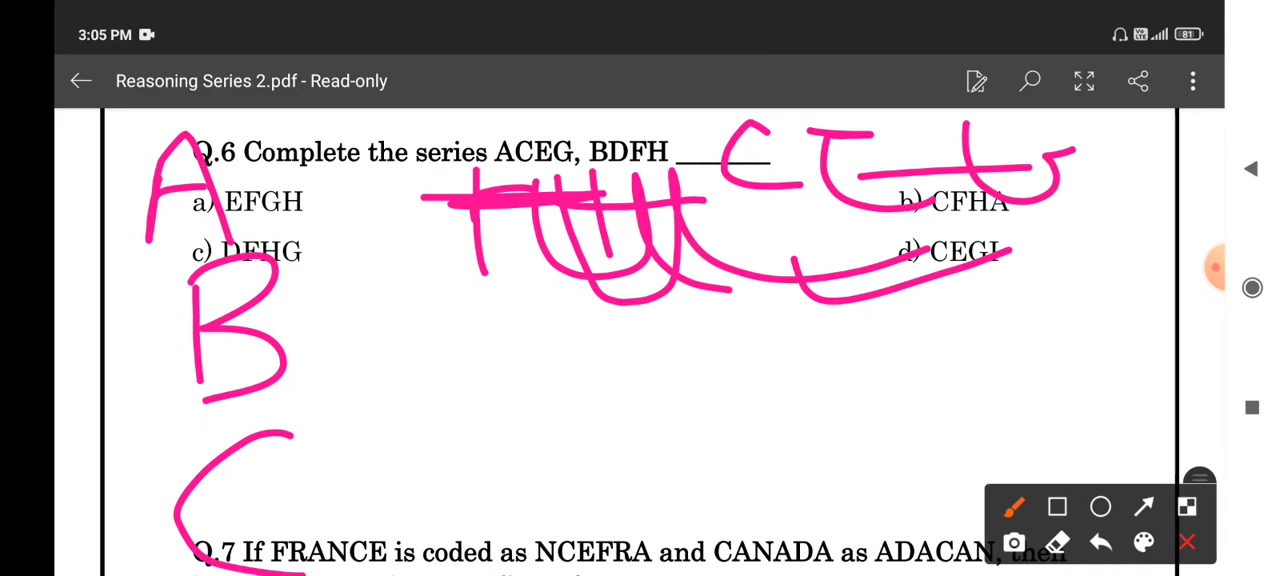 3:05 PM
81
Reasoning Series 2.pdf - Read-only
Q.6 Complete the series ACEG, BDFH ______
a) EFGH b) CFHA
c) DFHG d) CEGI
A
B
C
Q.7 If FRANCE is coded as NCEFRA and CANADA as ADACAN, then